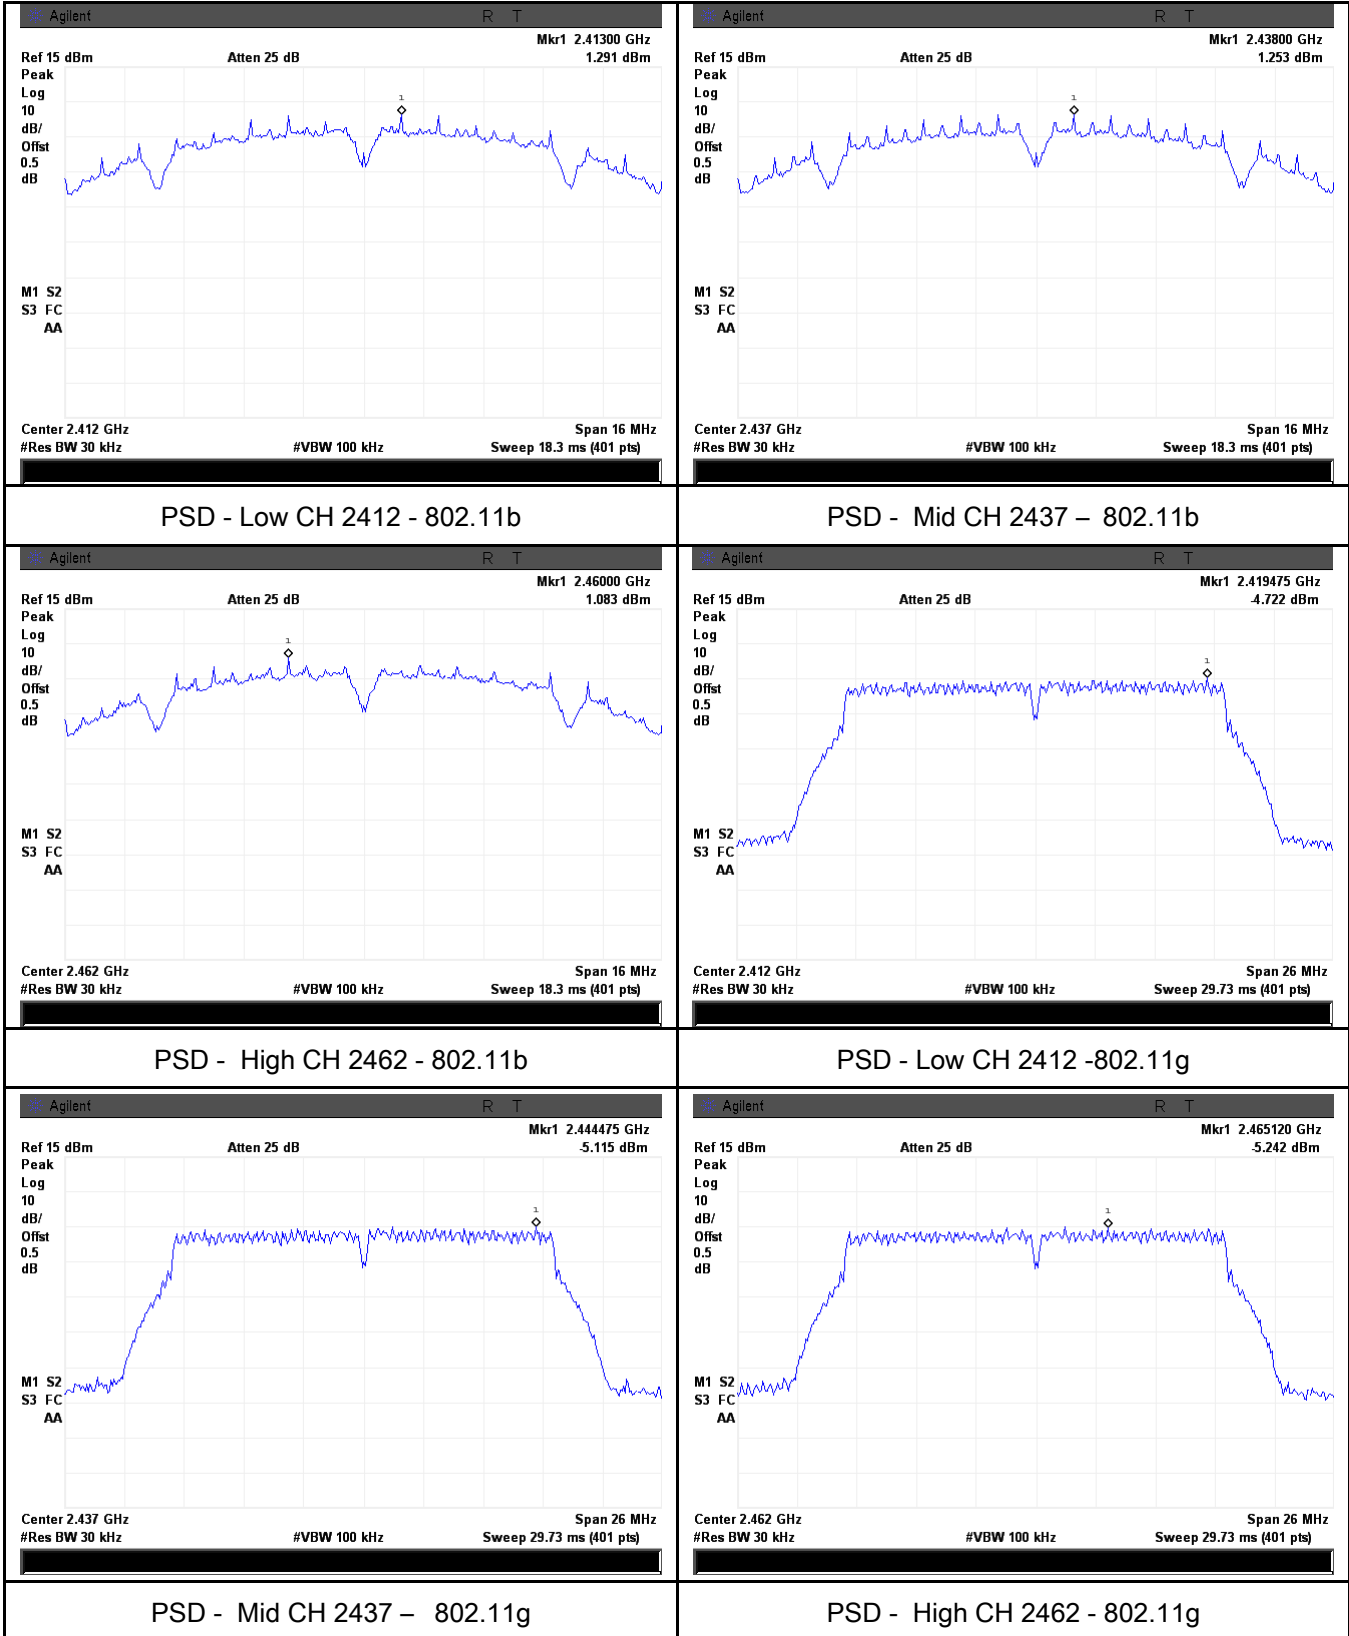 Agilent R T
Mkr1 2.41300 GHz
Ref 15 dBm Atten 25 dB 1.291 dBm
Peak
Log
10
dB/
Offst
0.5
dB
1
M1 S2
S3 FC
AA
Center 2.412 GHz Span 16 MHz
#Res BW 30 kHz #VBW 100 kHz Sweep 18.3 ms (401 pts)
PSD - Low CH 2412 - 802.11b
Agilent R T
Mkr1 2.43800 GHz
Ref 15 dBm Atten 25 dB 1.253 dBm
Peak
Log
10
dB/
Offst
0.5
dB
1
M1 S2
S3 FC
AA
Center 2.437 GHz Span 16 MHz
#Res BW 30 kHz #VBW 100 kHz Sweep 18.3 ms (401 pts)
PSD - Mid CH 2437 – 802.11b
Agilent R T
Mkr1 2.46000 GHz
Ref 15 dBm Atten 25 dB 1.083 dBm
Peak
Log
10
dB/
Offst
0.5
dB
1
M1 S2
S3 FC
AA
Center 2.462 GHz Span 16 MHz
#Res BW 30 kHz #VBW 100 kHz Sweep 18.3 ms (401 pts)
PSD - High CH 2462 - 802.11b
Agilent R T
Mkr1 2.419475 GHz
Ref 15 dBm Atten 25 dB -4.722 dBm
Peak
Log
10
dB/
Offst
0.5
dB
1
M1 S2
S3 FC
AA
Center 2.412 GHz Span 26 MHz
#Res BW 30 kHz #VBW 100 kHz Sweep 29.73 ms (401 pts)
PSD - Low CH 2412 -802.11g
Agilent R T
Mkr1 2.444475 GHz
Ref 15 dBm Atten 25 dB -5.115 dBm
Peak
Log
10
dB/
Offst
0.5
dB
1
M1 S2
S3 FC
AA
Center 2.437 GHz Span 26 MHz
#Res BW 30 kHz #VBW 100 kHz Sweep 29.73 ms (401 pts)
PSD - Mid CH 2437 – 802.11g
Agilent R T
Mkr1 2.465120 GHz
Ref 15 dBm Atten 25 dB -5.242 dBm
Peak
Log
10
dB/
Offst
0.5
dB
1
M1 S2
S3 FC
AA
Center 2.462 GHz Span 26 MHz
#Res BW 30 kHz #VBW 100 kHz Sweep 29.73 ms (401 pts)
PSD - High CH 2462 - 802.11g